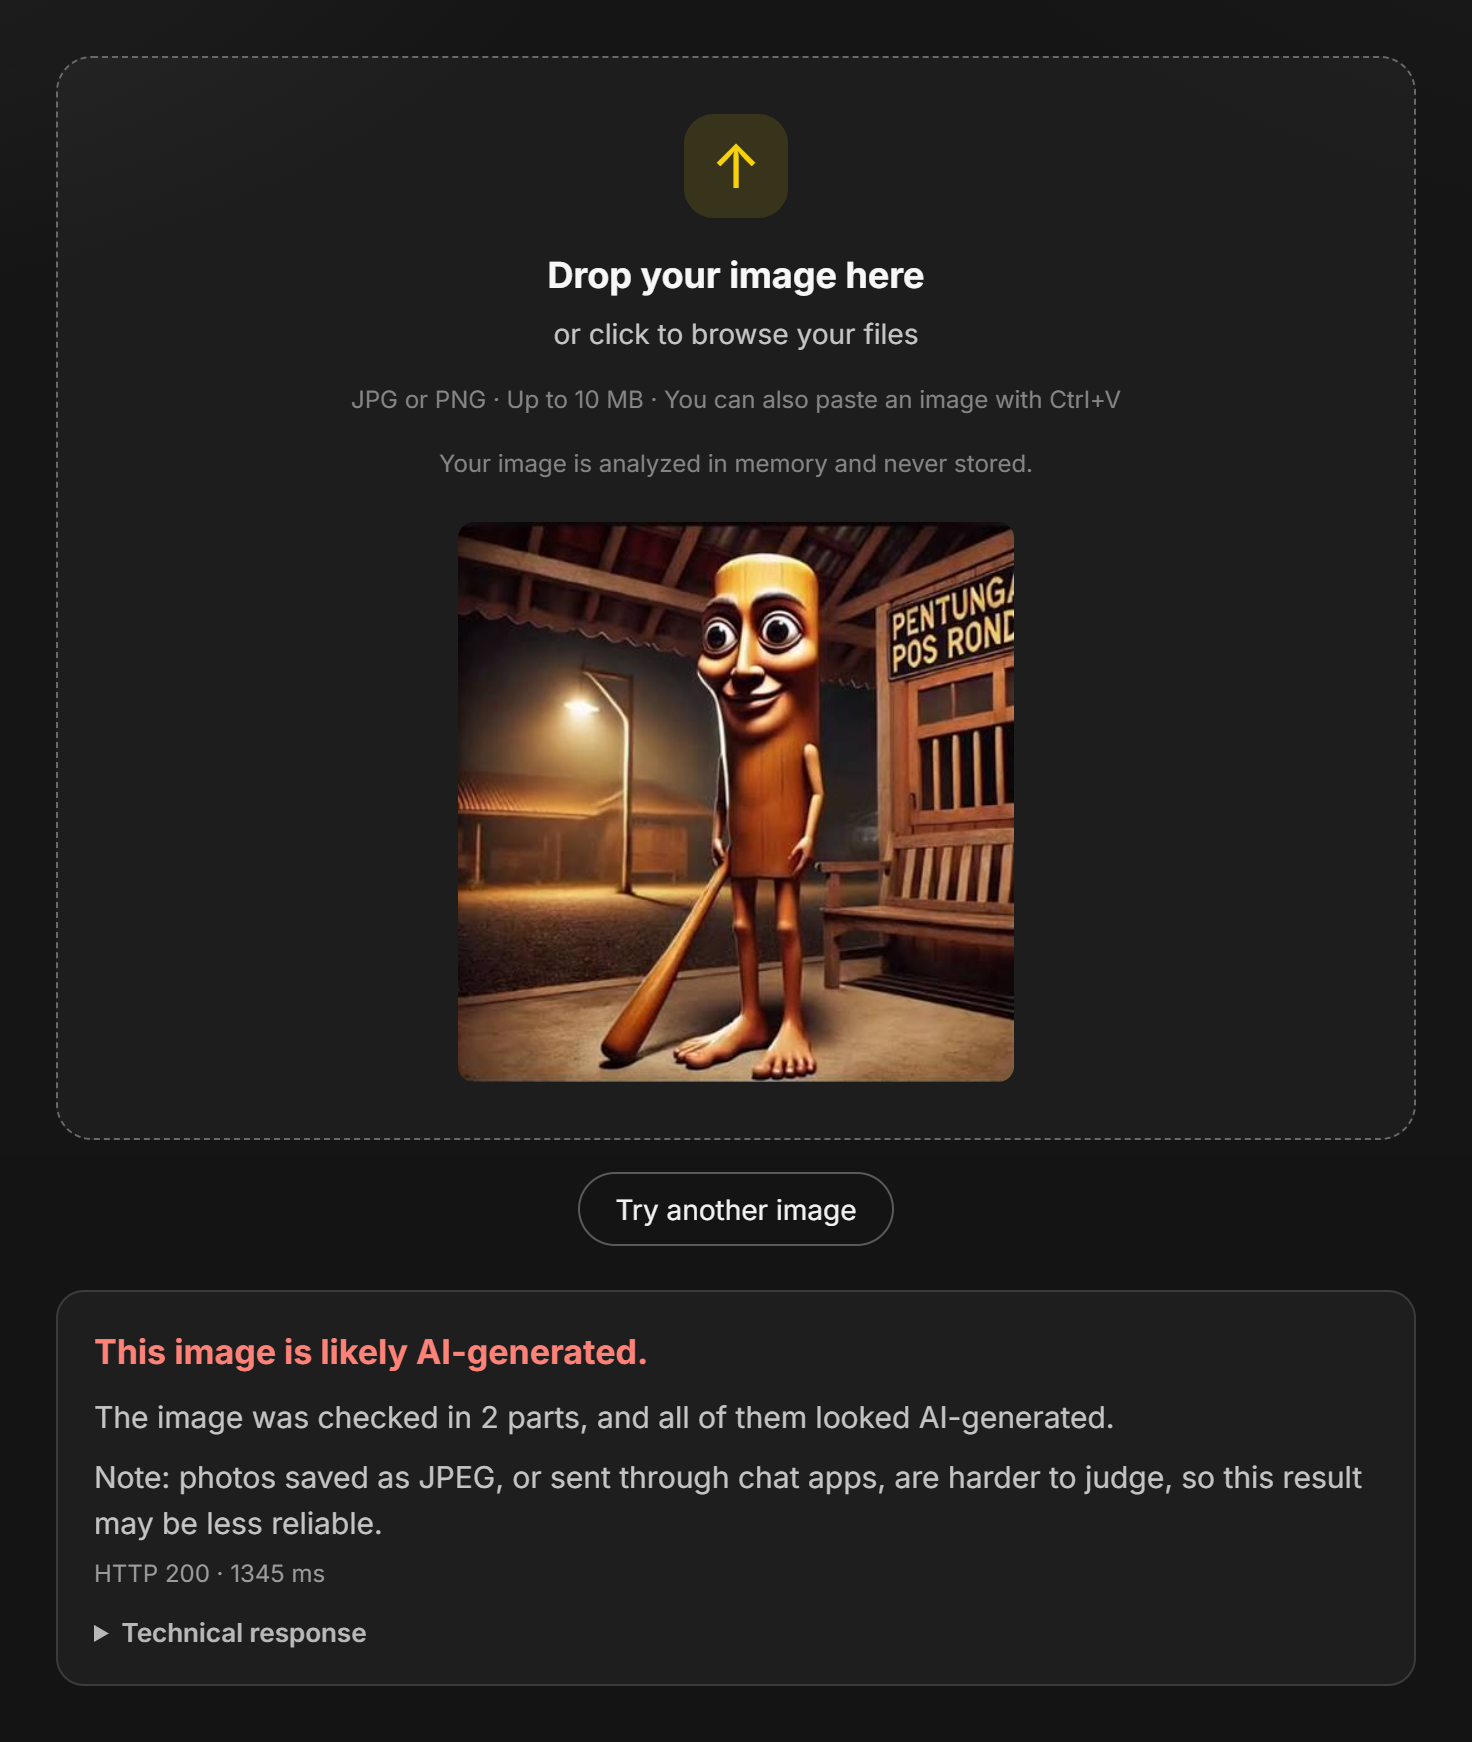 Drop your image here
or click to browse your files
JPG or PNG · Up to 10 MB · You can also paste an image with Ctrl+V
Your image is analyzed in memory and never stored.
PENTUNGA
POS ROND
Try another image
This image is likely AI-generated.
The image was checked in 2 parts, and all of them looked AI-generated.
Note: photos saved as JPEG, or sent through chat apps, are harder to judge, so this result
may be less reliable.
HTTP 200 · 1345 ms
Technical response